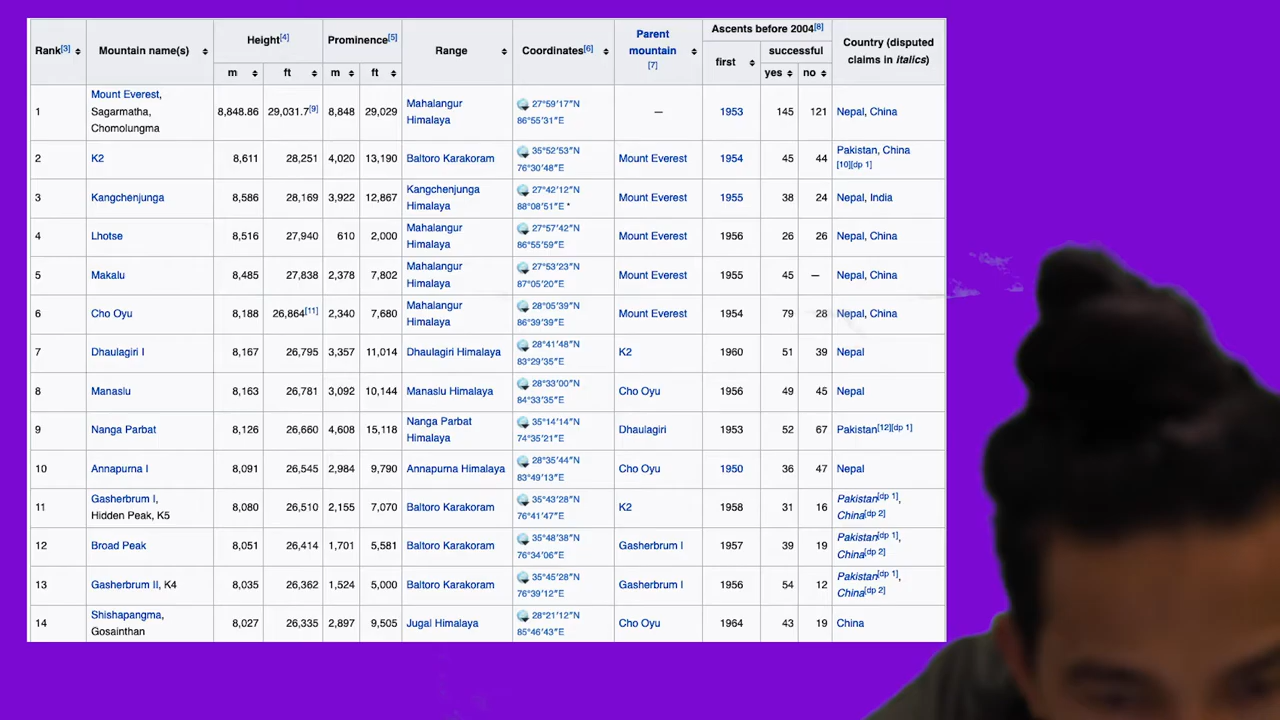 Rank[3] Mountain name(s) Height[4] Prominence[5] Range Coordinates[6] Parent mountain [7] Ascents before 2004[8] Country (disputed claims in italics)
m ft m ft first successful
yes no
1 Mount Everest, Sagarmatha, Chomolungma 8,848.86 29,031.7[9] 8,848 29,029 Mahalangur Himalaya 27°59′17″N 86°55′31″E — 1953 145 121 Nepal, China
2 K2 8,611 28,251 4,020 13,190 Baltoro Karakoram 35°52′53″N 76°30′48″E Mount Everest 1954 45 44 Pakistan, China [10][dp 1]
3 Kangchenjunga 8,586 28,169 3,922 12,867 Kangchenjunga Himalaya 27°42′12″N 88°08′51″E * Mount Everest 1955 38 24 Nepal, India
4 Lhotse 8,516 27,940 610 2,000 Mahalangur Himalaya 27°57′42″N 86°55′59″E Mount Everest 1956 26 26 Nepal, China
5 Makalu 8,485 27,838 2,378 7,802 Mahalangur Himalaya 27°53′23″N 87°05′20″E Mount Everest 1955 45 — Nepal, China
6 Cho Oyu 8,188 26,864[11] 2,340 7,680 Mahalangur Himalaya 28°05′39″N 86°39′39″E Mount Everest 1954 79 28 Nepal, China
7 Dhaulagiri I 8,167 26,795 3,357 11,014 Dhaulagiri Himalaya 28°41′48″N 83°29′35″E K2 1960 51 39 Nepal
8 Manaslu 8,163 26,781 3,092 10,144 Manaslu Himalaya 28°33′00″N 84°33′35″E Cho Oyu 1956 49 45 Nepal
9 Nanga Parbat 8,126 26,660 4,608 15,118 Nanga Parbat Himalaya 35°14′14″N 74°35′21″E Dhaulagiri 1953 52 67 Pakistan[12][dp 1]
10 Annapurna I 8,091 26,545 2,984 9,790 Annapurna Himalaya 28°35′44″N 83°49′13″E Cho Oyu 1950 36 47 Nepal
11 Gasherbrum I, Hidden Peak, K5 8,080 26,510 2,155 7,070 Baltoro Karakoram 35°43′28″N 76°41′47″E K2 1958 31 16 Pakistan[dp 1], China[dp 2]
12 Broad Peak 8,051 26,414 1,701 5,581 Baltoro Karakoram 35°48′38″N 76°34′06″E Gasherbrum I 1957 39 19 Pakistan[dp 1], China[dp 2]
13 Gasherbrum II, K4 8,035 26,362 1,524 5,000 Baltoro Karakoram 35°45′28″N 76°39′12″E Gasherbrum I 1956 54 12 Pakistan[dp 1], China[dp 2]
14 Shishapangma, Gosainthan 8,027 26,335 2,897 9,505 Jugal Himalaya 28°21′12″N 85°46′43″E Cho Oyu 1964 43 19 China